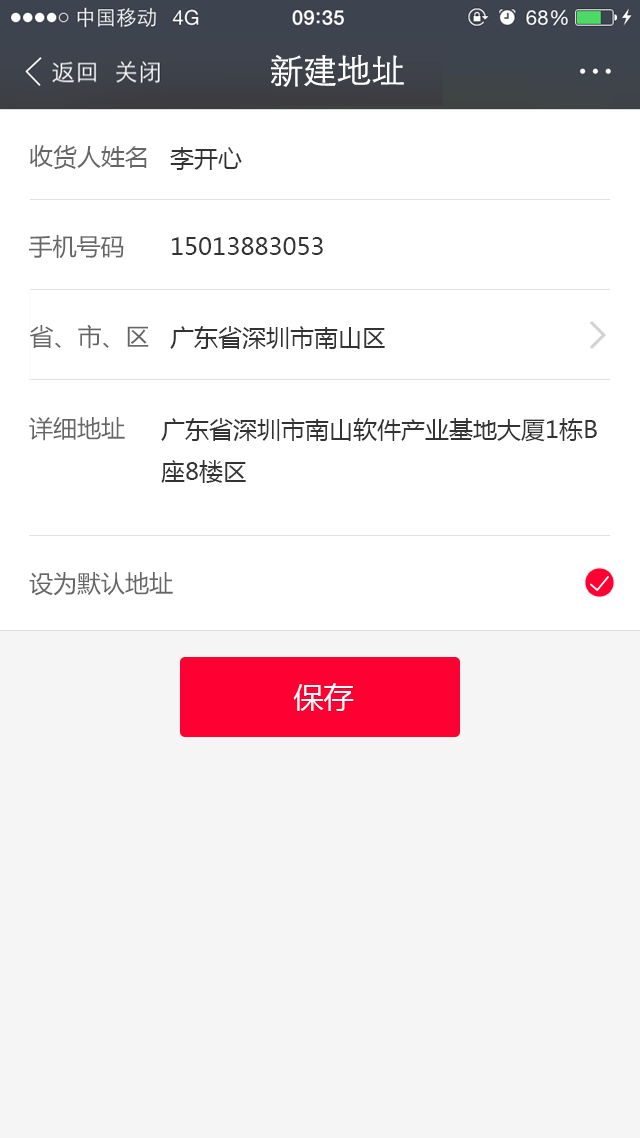 中国移动 4G 09:35 68%
返回 关闭 新建地址
收货人姓名 李开心
手机号码 15013883053
省、市、区 广东省深圳市南山区
详细地址 广东省深圳市南山软件产业基地大厦1栋B
座8楼区
设为默认地址
保存